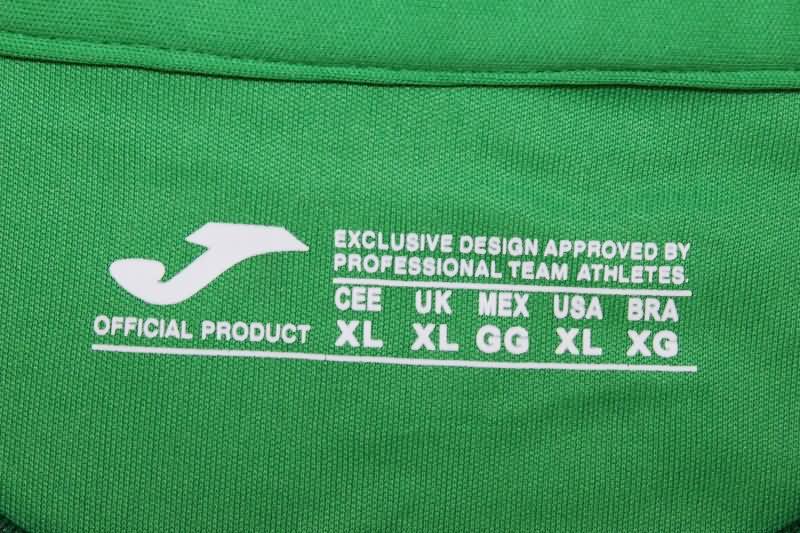 EXCLUSIVE DESIGN APPROVED BY
PROFESSIONAL TEAM ATHLETES.
CEE UK MEX USA BRA
XL XL GG XL XG
OFFICIAL PRODUCT